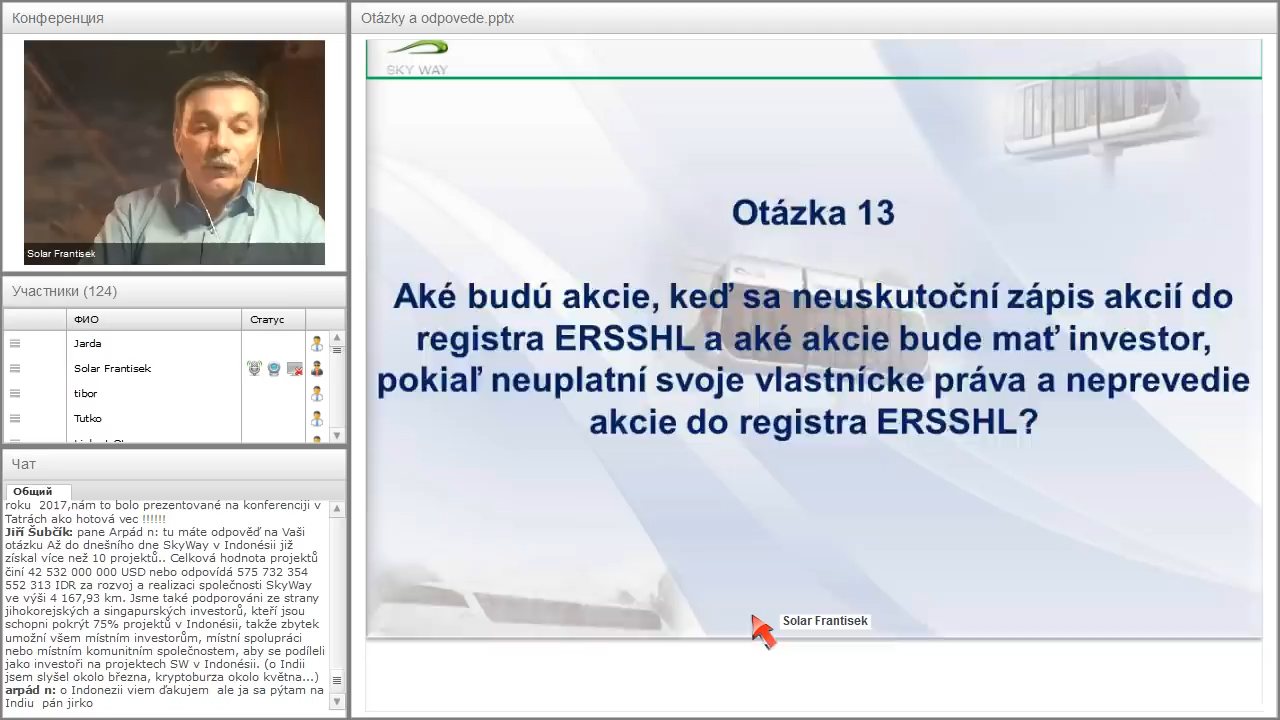 Конференция
Solar Frantisek
Участники (124)
ФИО
Статус
Jarda
Solar Frantisek
tibor
Tutko
Чат
Общий
roku 2017,nám to bolo prezentované na konferenciji v
Tatrách ako hotová vec !!!!!!
Jiří Šubčík: pane Arpád n: tu máte odpověď na Vaši
otázku Až do dnešního dne SkyWay v Indonésii již
získal více než 10 projektů.. Celková hodnota projektů
činí 42 532 000 000 USD nebo odpovídá 575 732 354
552 313 IDR za rozvoj a realizaci společnosti SkyWay
ve výši 4 167,93 km. Jsme také podporováni ze strany
jihokorejských a singapurských investorů, kteří jsou
schopni pokrýt 75% projektů v Indonésii, takže zbytek
umožní všem místním investorům, místní spolupráci
nebo místním komunitním společnostem, aby se podíleli
jako investoři na projektech SW v Indonésii. (o Indii
jsem slyšel okolo března, kryptoburza okolo května...)
arpád n: o Indonezii viem ďakujem ale ja sa pýtam na
Indiu pán jirko
Otázky a odpovede.pptx
SKY WAY
Otázka 13
Aké budú akcie, keď sa neuskutoční zápis akcií do
registra ERSSHL a aké akcie bude mať investor,
pokiaľ neuplatní svoje vlastnícke práva a neprevedie
akcie do registra ERSSHL?
Solar Frantisek